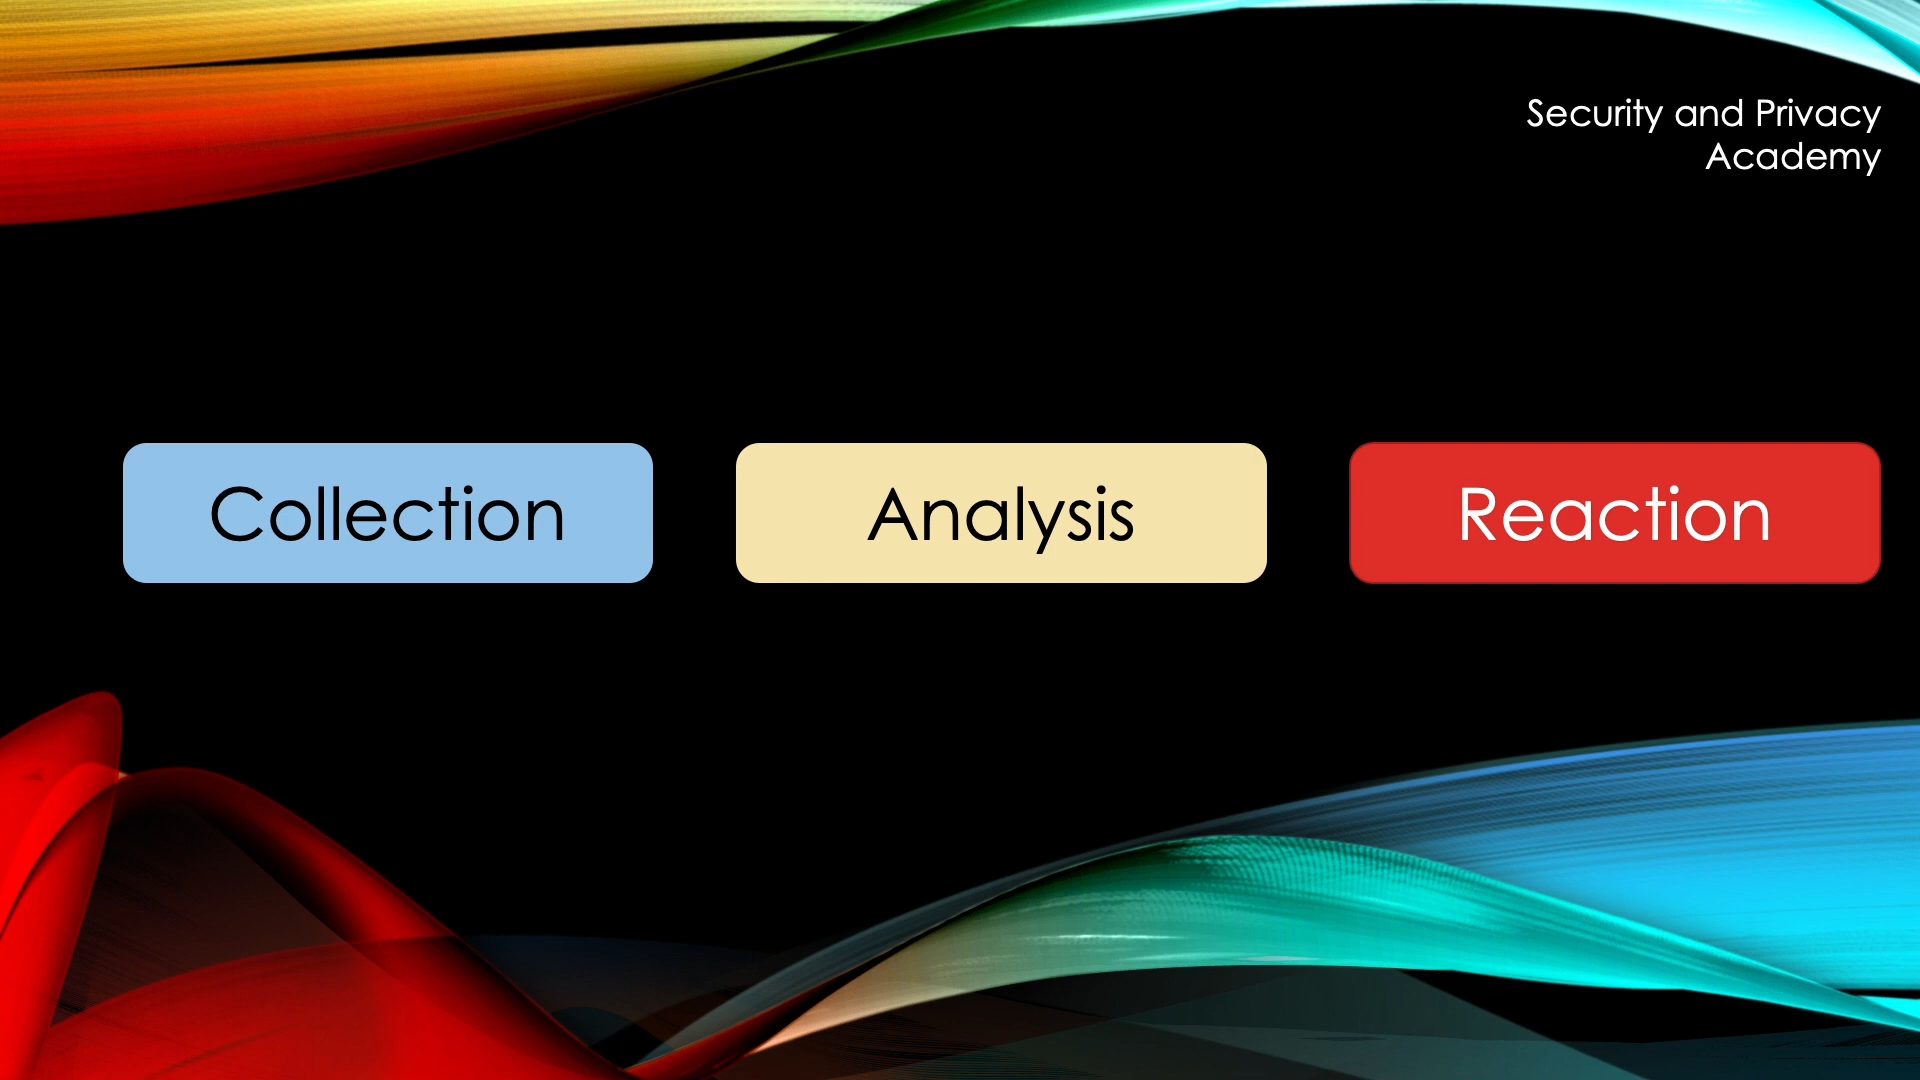 Security and Privacy
Academy
Collection
Analysis
Reaction